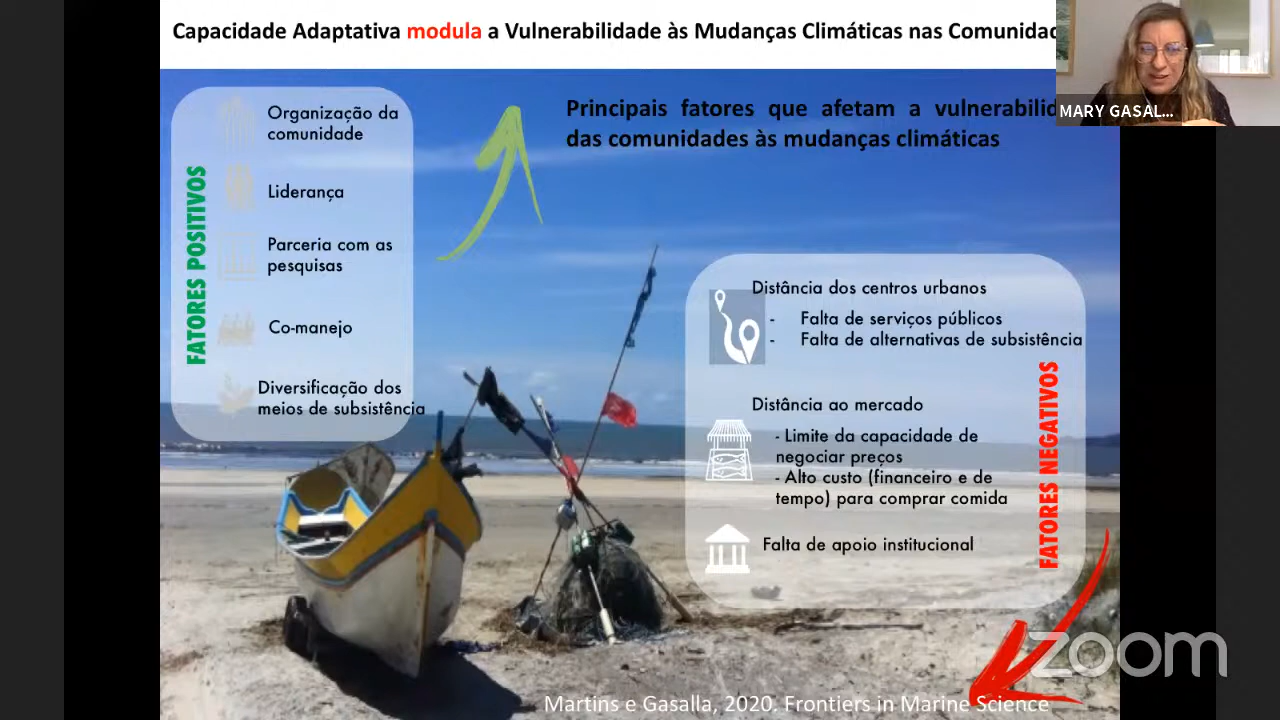 Capacidade Adaptativa modula a Vulnerabilidade às Mudanças Climáticas nas
MARY GASAL...
Principais fatores que afetam a
das comunidades às mudanças climáticas
FATORES POSITIVOS
Organização da
comunidade
Liderança
Parceria com as
pesquisas
Co-manejo
Diversificação dos
meios de subsistência
Distância dos centros urbanos
- Falta de serviços públicos
- Falta de alternativas de subsistência
Distância ao mercado
- Limite da capacidade de
negociar preços
- Alto custo (financeiro e de
tempo) para comprar comida
Falta de apoio institucional
FATORES NEGATIVOS
zoom
Martins e Gasalla, 2020. Frontiers in Marine Science